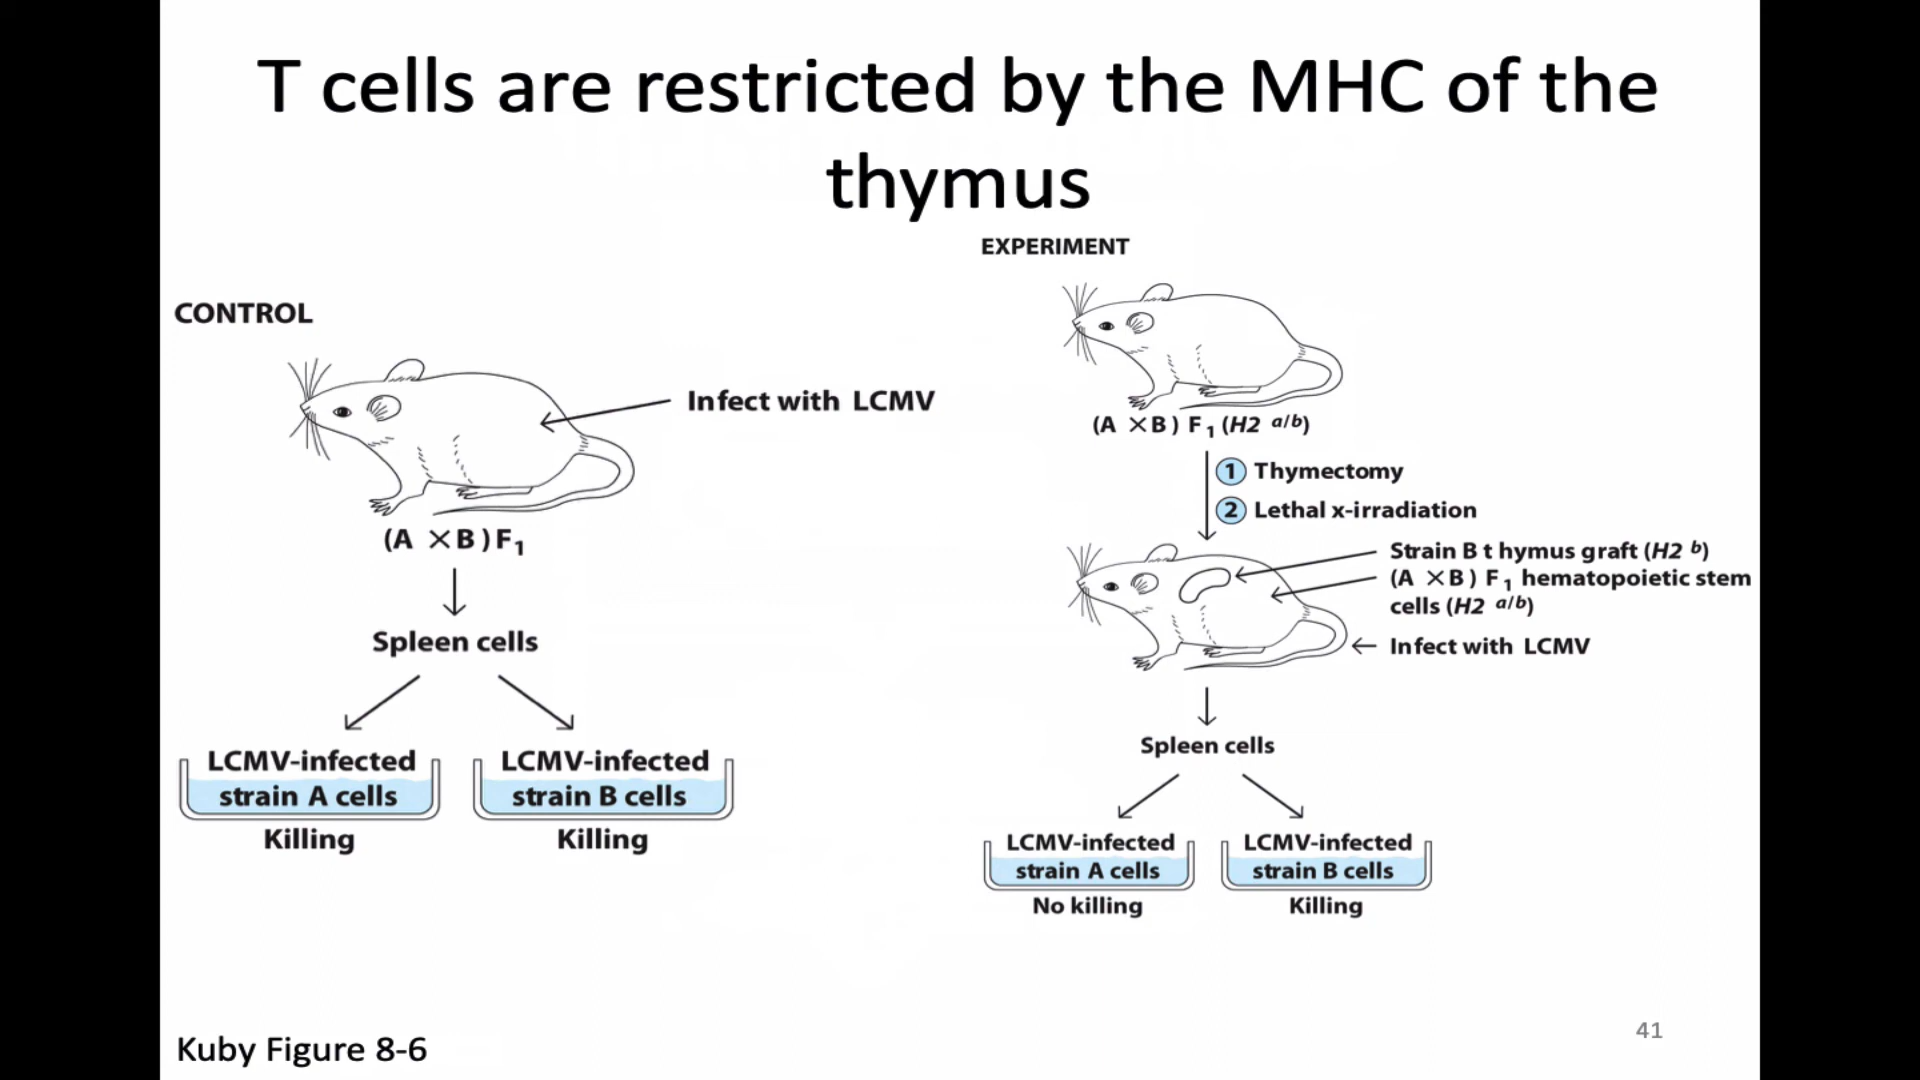 T cells are restricted by the MHC of the
thymus
CONTROL
Infect with LCMV
(A ×B) F1
Spleen cells
LCMV-infected
strain A cells
Killing
LCMV-infected
strain B cells
Killing
EXPERIMENT
(A ×B) F1 (H2 a/b)
1 Thymectomy
2 Lethal x-irradiation
Strain B t hymus graft (H2 b)
(A ×B) F1 hematopoietic stem
cells (H2 a/b)
Infect with LCMV
Spleen cells
LCMV-infected
strain A cells
No killing
LCMV-infected
strain B cells
Killing
Kuby Figure 8-6
41